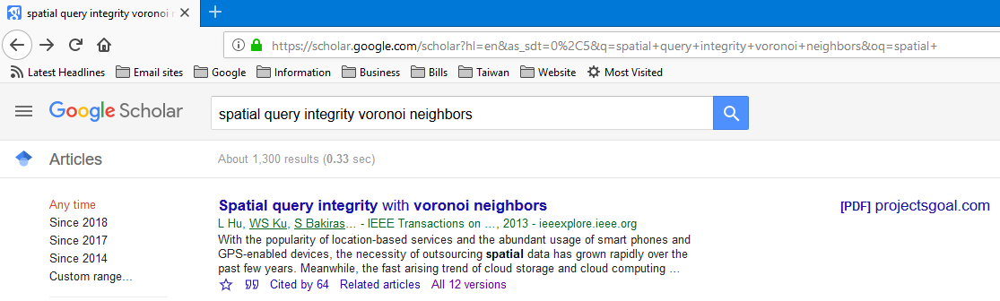 spatial query integrity voronoi n
https://scholar.google.com/scholar?hl=en&as_sdt=0%2C5&q=spatial+query+integrity+voronoi+neighbors&oq=spatial+
Latest Headlines Email sites Google Information Business Bills Taiwan Website Most Visited
Google Scholar spatial query integrity voronoi neighbors
Articles About 1,300 results (0.33 sec)
Any time
Since 2018
Since 2017
Since 2014
Custom range...
Spatial query integrity with voronoi neighbors
L Hu, WS Ku, S Bakiras… - IEEE Transactions on …, 2013 - ieeexplore.ieee.org
With the popularity of location-based services and the abundant usage of smart phones and
GPS-enabled devices, the necessity of outsourcing spatial data has grown rapidly over the
past few years. Meanwhile, the fast arising trend of cloud storage and cloud computing …
Cited by 64 Related articles All 12 versions
[PDF] projectsgoal.com